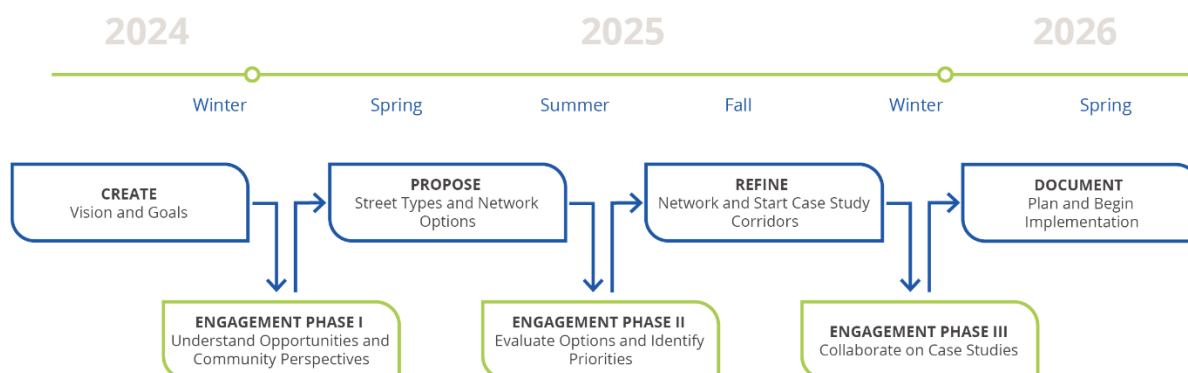 2024
2025
2026
Winter
Spring
Summer
Fall
Winter
Spring
CREATE
Vision and Goals
PROPOSE
Street Types and Network
Options
REFINE
Network and Start Case Study
Corridors
DOCUMENT
Plan and Begin
Implementation
ENGAGEMENT PHASE I
Understand Opportunities and
Community Perspectives
ENGAGEMENT PHASE II
Evaluate Options and Identify
Priorities
ENGAGEMENT PHASE III
Collaborate on Case Studies